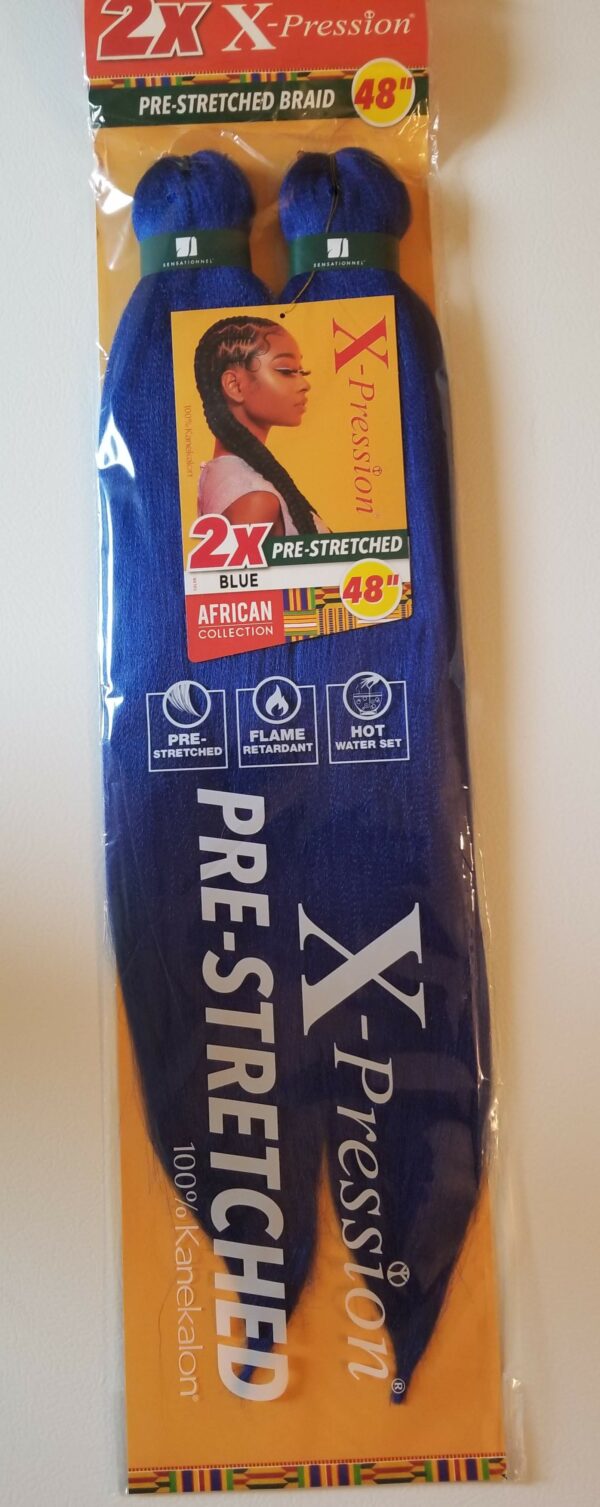 2X X-Pression®
PRE-STRETCHED BRAID 48"
SENSATIONNEL
SENSATIONNEL
X-Pression
100% Kanekalon
2X PRE-STRETCHED
BLUE
48"
AFRICAN
COLLECTION
PRE-
STRETCHED
FLAME
RETARDANT
HOT
WATER SET
PRE-STRETCHED
X-Pression®
100% Kanekalon®